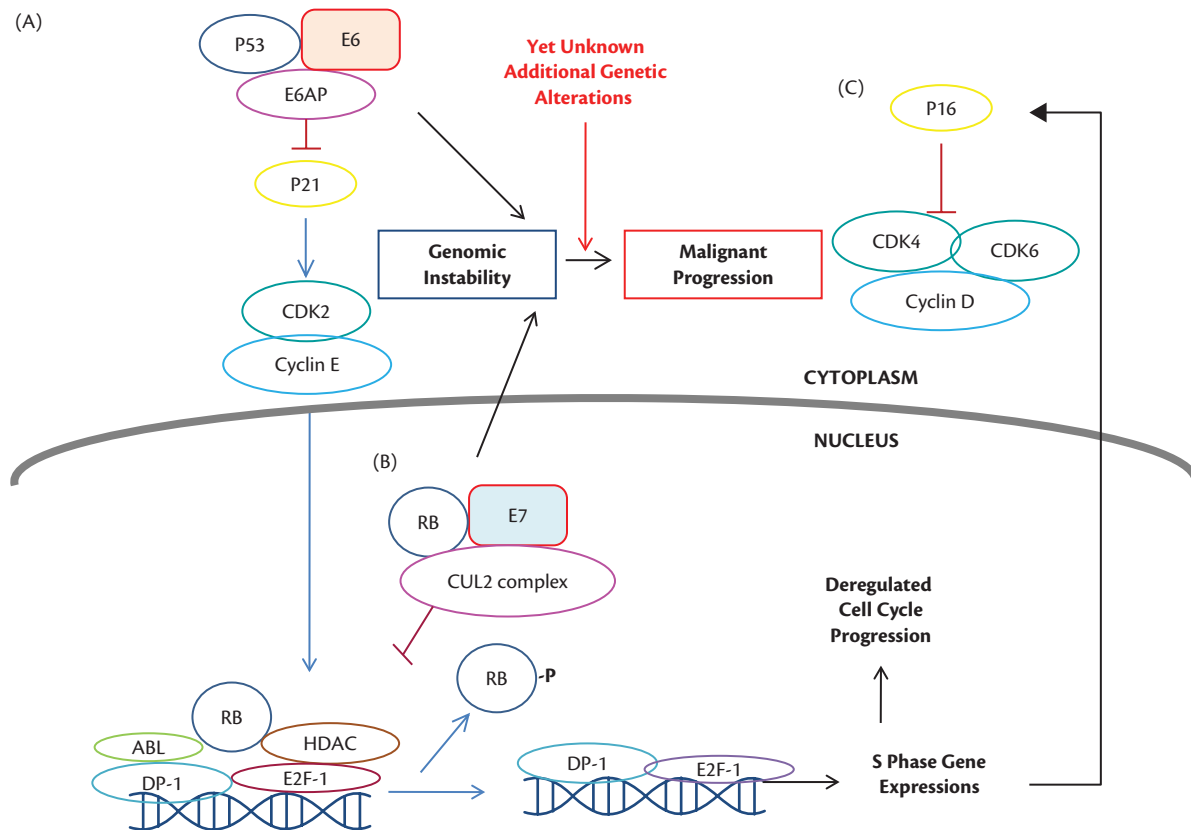 (A)
P53
E6
E6AP
P21
CDK2
Cyclin E
Yet Unknown
Additional Genetic
Alterations
Genomic
Instability
Malignant
Progression
(C)
P16
CDK4
CDK6
Cyclin D
CYTOPLASM
NUCLEUS
(B)
RB
E7
CUL2 complex
RB
-P
RB
ABL
HDAC
DP-1
E2F-1
DP-1
E2F-1
S Phase Gene
Expressions
Deregulated
Cell Cycle
Progression